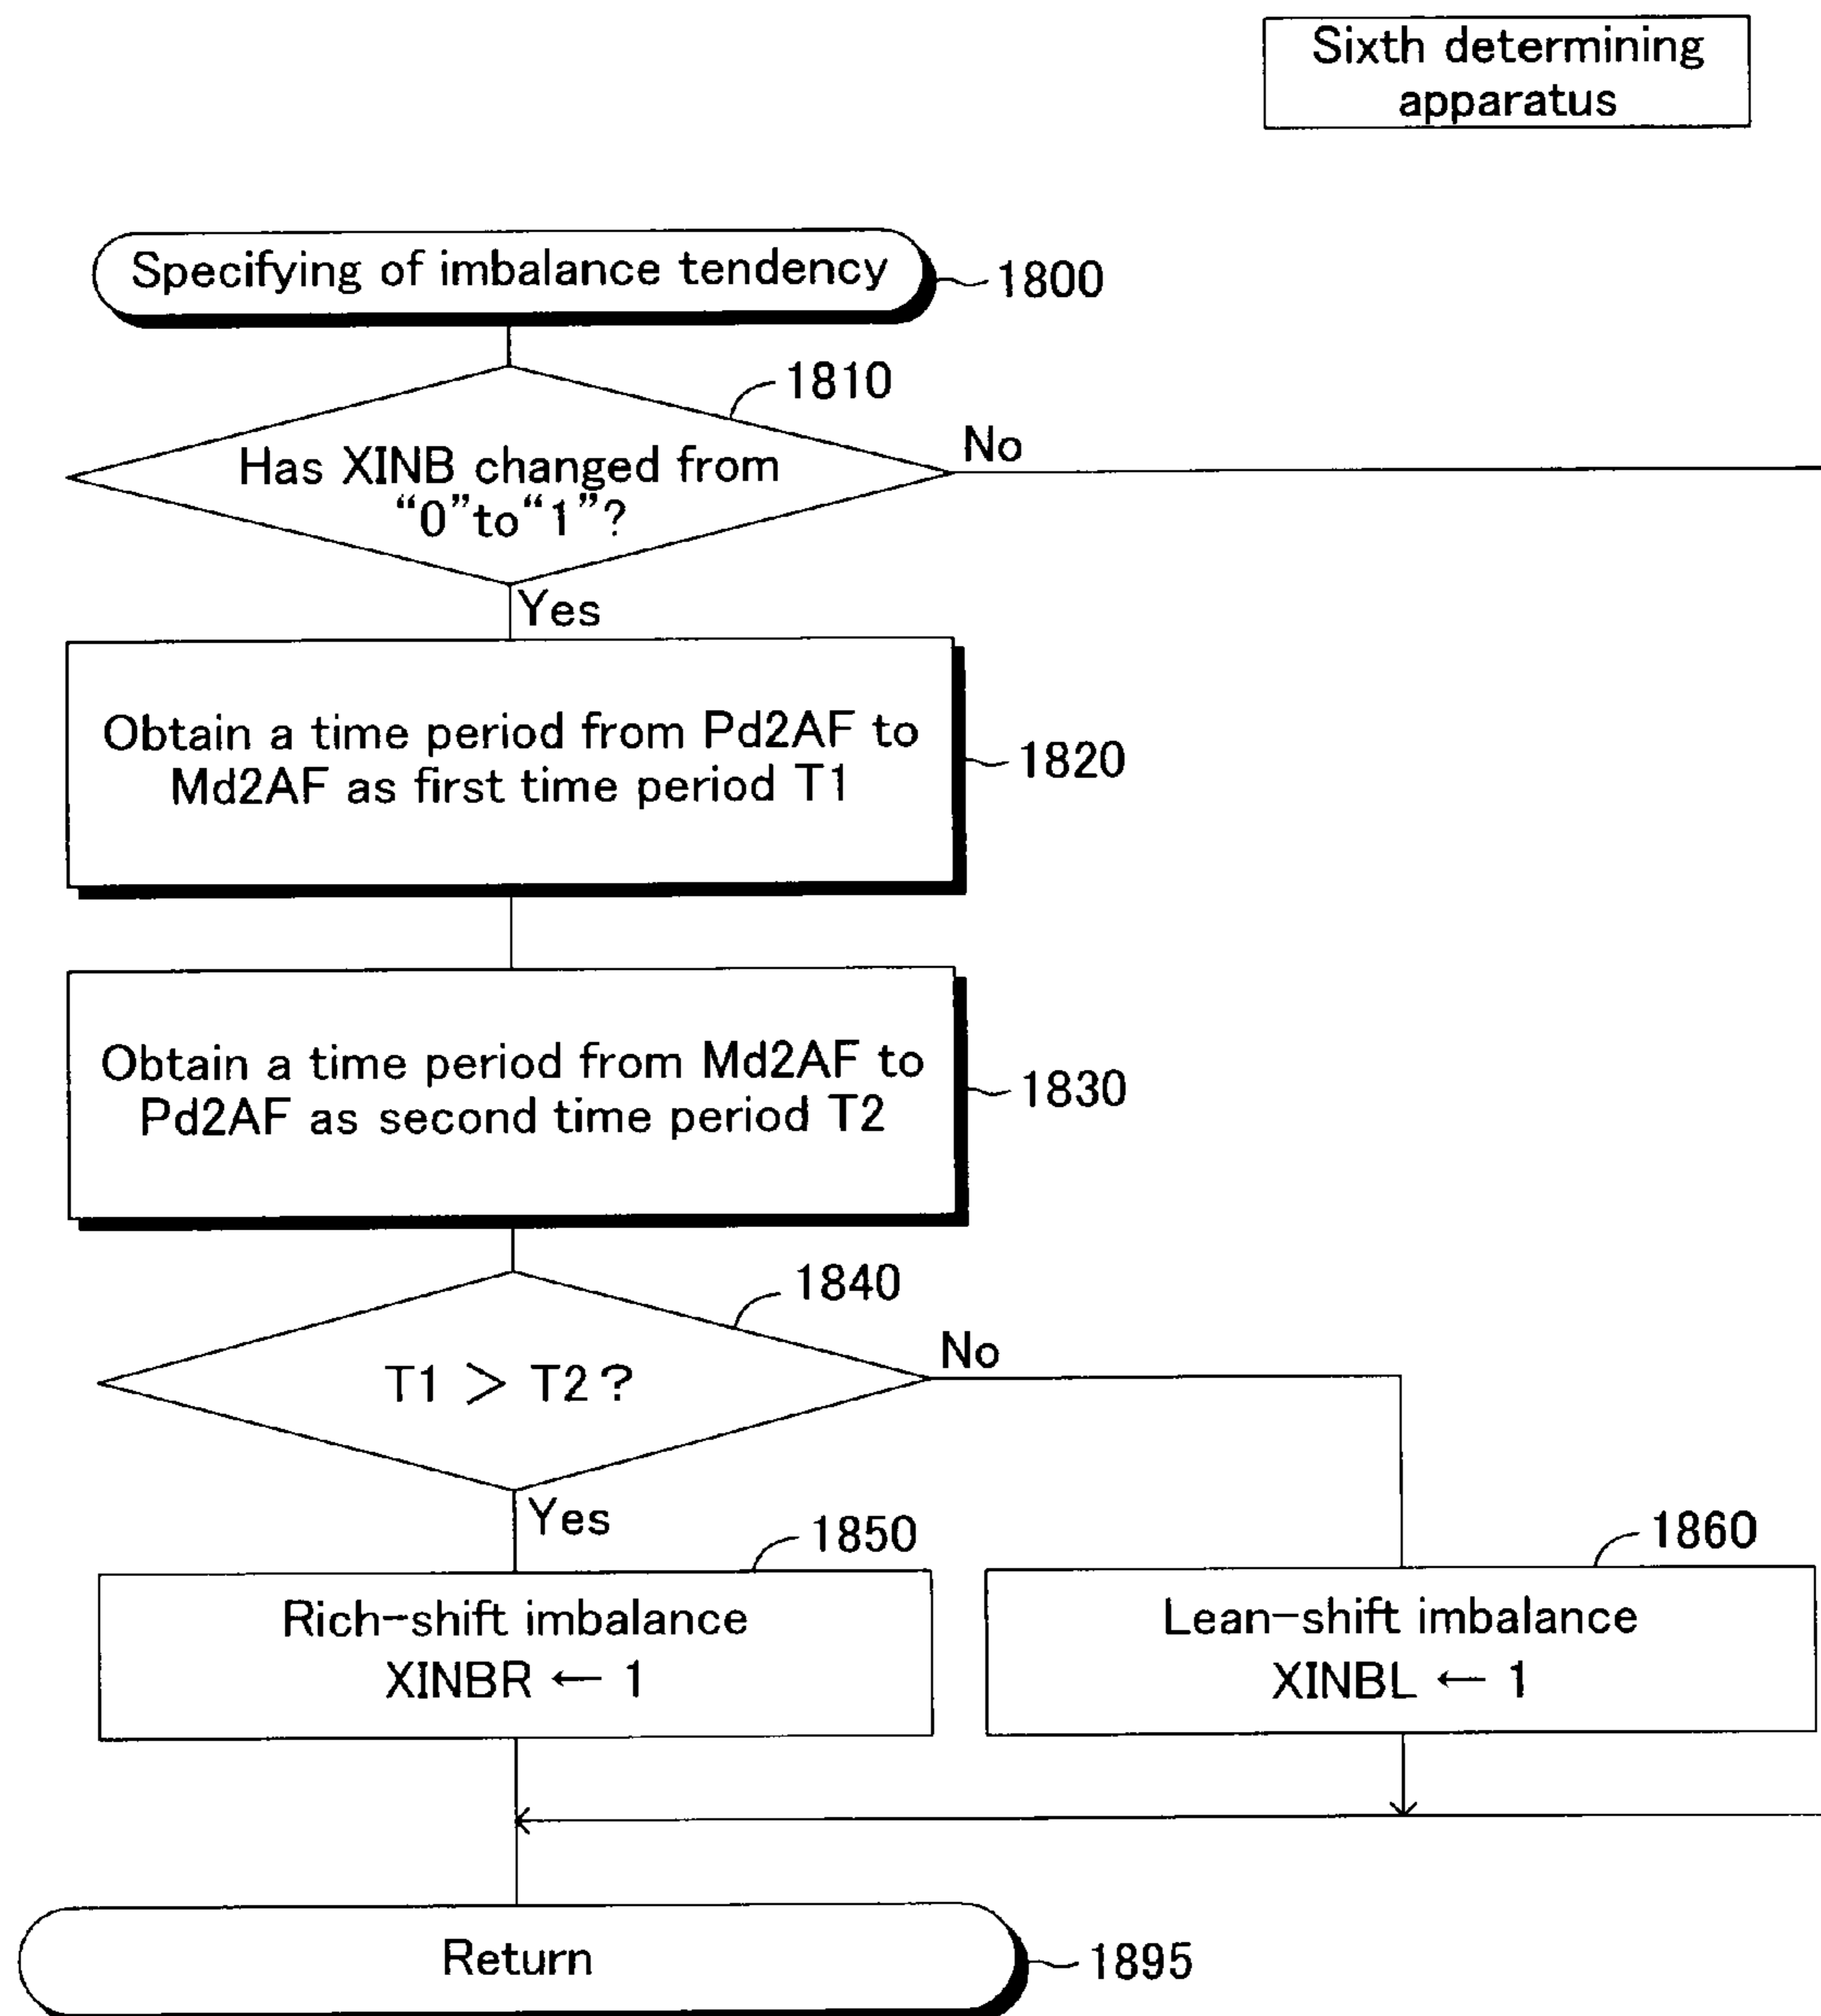 Sixth determining
apparatus
Specifying of imbalance tendency
1800
1810
Has XINB changed from
“0”to“1”?
No
Yes
Obtain a time period from Pd2AF to
Md2AF as first time period T1
1820
Obtain a time period from Md2AF to
Pd2AF as second time period T2
1830
1840
T1 > T2?
No
Yes
1850
Rich-shift imbalance
XINBR ← 1
1860
Lean-shift imbalance
XINBL ← 1
Return
1895